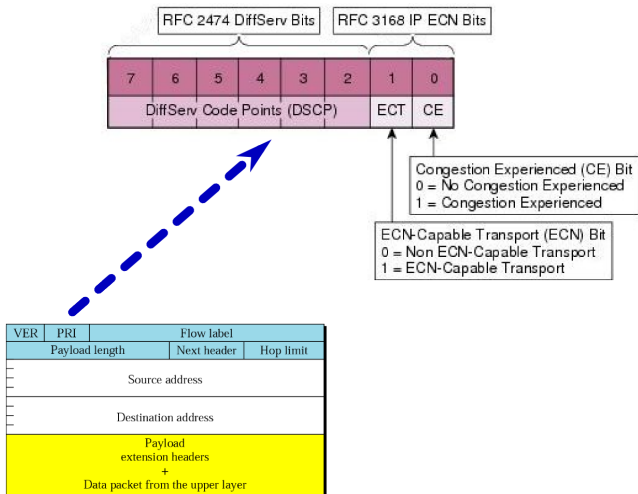 RFC 2474 DiffServ Bits
RFC 3168 IP ECN Bits
7 6 5 4 3 2 1 0
DiffServ Code Points (DSCP) ECT CE
Congestion Experienced (CE) Bit
0 = No Congestion Experienced
1 = Congestion Experienced
ECN-Capable Transport (ECN) Bit
0 = Non ECN-Capable Transport
1 = ECN-Capable Transport
VER PRI Flow label
Payload length Next header Hop limit
Source address
Destination address
Payload
extension headers
+
Data packet from the upper layer